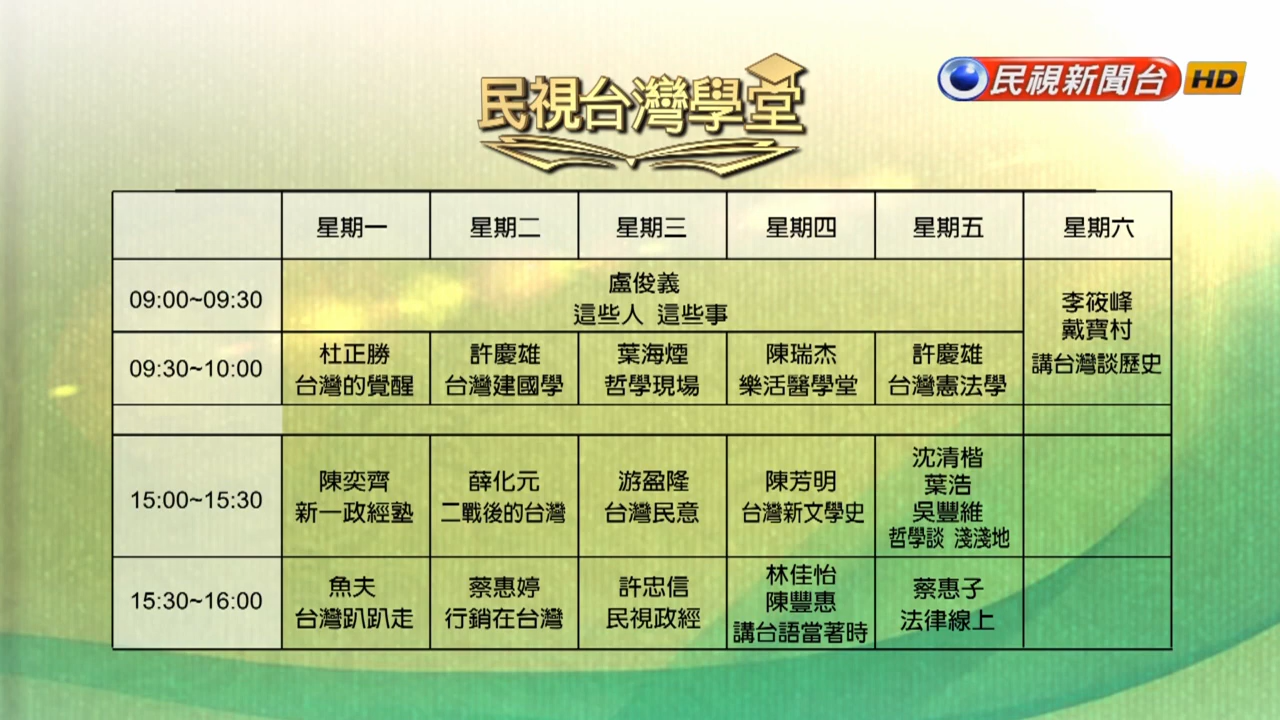 民視台灣學堂
民視新聞台 HD
星期一 星期二 星期三 星期四 星期五 星期六
09:00~09:30
盧俊義
這些人 這些事
李筱峰
戴寶村
講台灣談歷史
09:30~10:00
杜正勝
台灣的覺醒
許慶雄
台灣建國學
葉海煙
哲學現場
陳瑞杰
樂活醫學堂
許慶雄
台灣憲法學
15:00~15:30
陳奕齊
新一政經塾
薛化元
二戰後的台灣
游盈隆
台灣民意
陳芳明
台灣新文學史
沈清楷
葉浩
吳豐維
哲學談 淺淺地
15:30~16:00
魚夫
台灣趴趴走
蔡惠婷
行銷在台灣
許忠信
民視政經
林佳怡
陳豐惠
講台語當著時
蔡惠子
法律線上